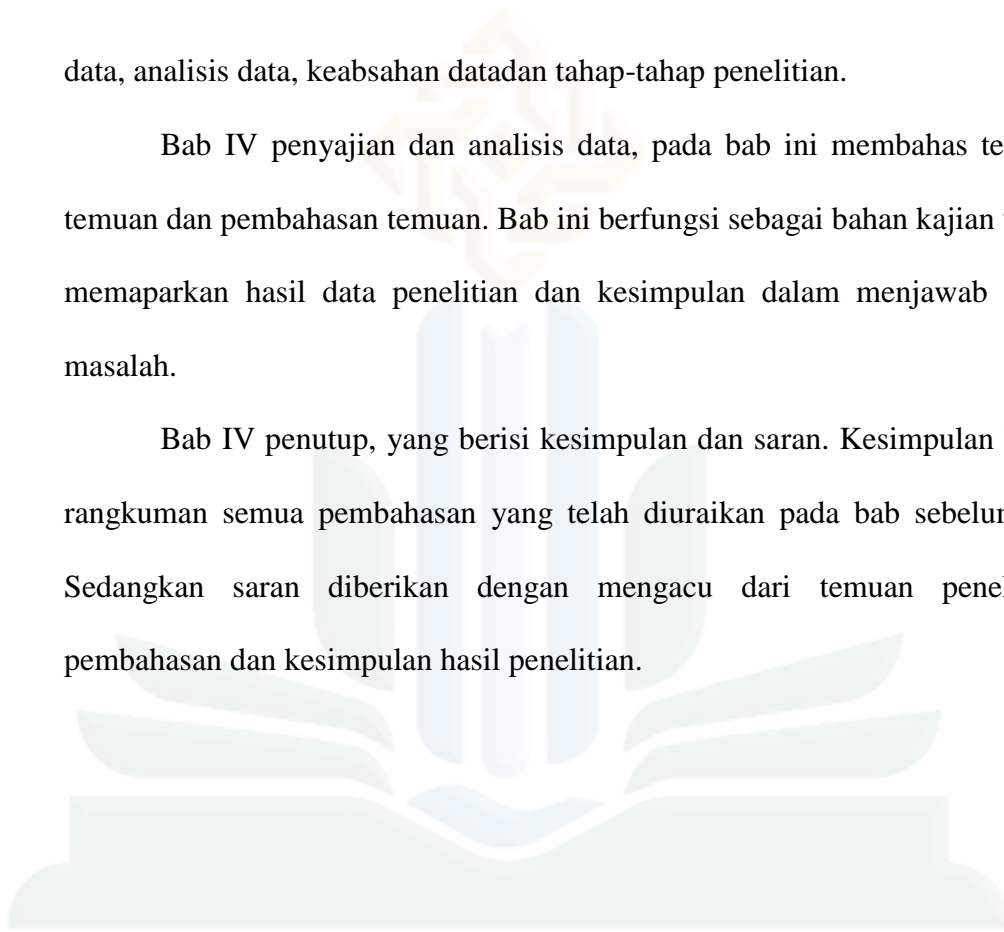 data, analisis data, keabsahan datadan tahap-tahap penelitian.
Bab IV penyajian dan analisis data, pada bab ini membahas
temuan dan pembahasan temuan. Bab ini berfungsi sebagai bahan kajian
memaparkan hasil data penelitian dan kesimpulan dalam menjawab
masalah.
Bab IV penutup, yang berisi kesimpulan dan saran. Kesimpulan
rangkuman semua pembahasan yang telah diuraikan pada bab
Sedangkan saran diberikan dengan mengacu dari temuan
pembahasan dan kesimpulan hasil penelitian.